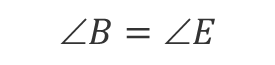 ∠B = ∠E